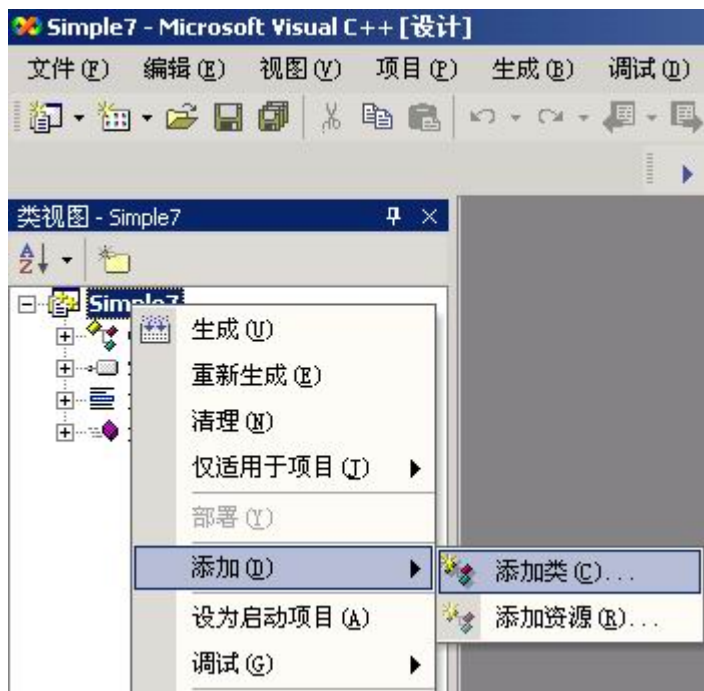 Simple7 - Microsoft Visual C++ [设计]
文件(F) 编辑(E) 视图(V) 项目(P) 生成(B) 调试(D)
类视图 - Simple7
Simple7
生成(U)
重新生成(E)
清理(N)
仅适用于项目(J)
部署(Y)
添加(D)
添加类(C)...
设为启动项目(A)
添加资源(R)...
调试(G)